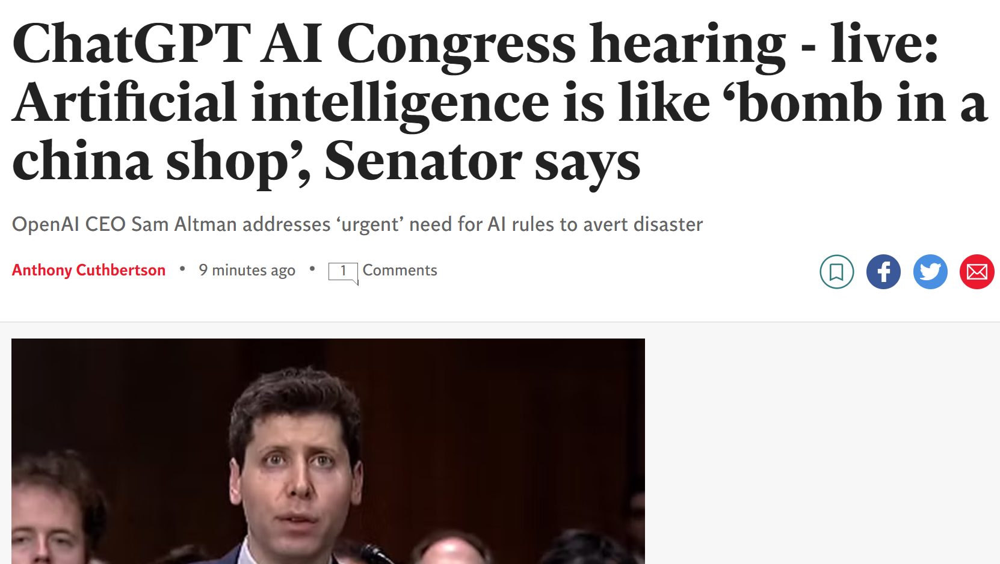 ChatGPT AI Congress hearing - live:
Artificial intelligence is like ‘bomb in a
china shop’, Senator says
OpenAI CEO Sam Altman addresses ‘urgent’ need for AI rules to avert disaster
Anthony Cuthbertson • 9 minutes ago • 1 Comments